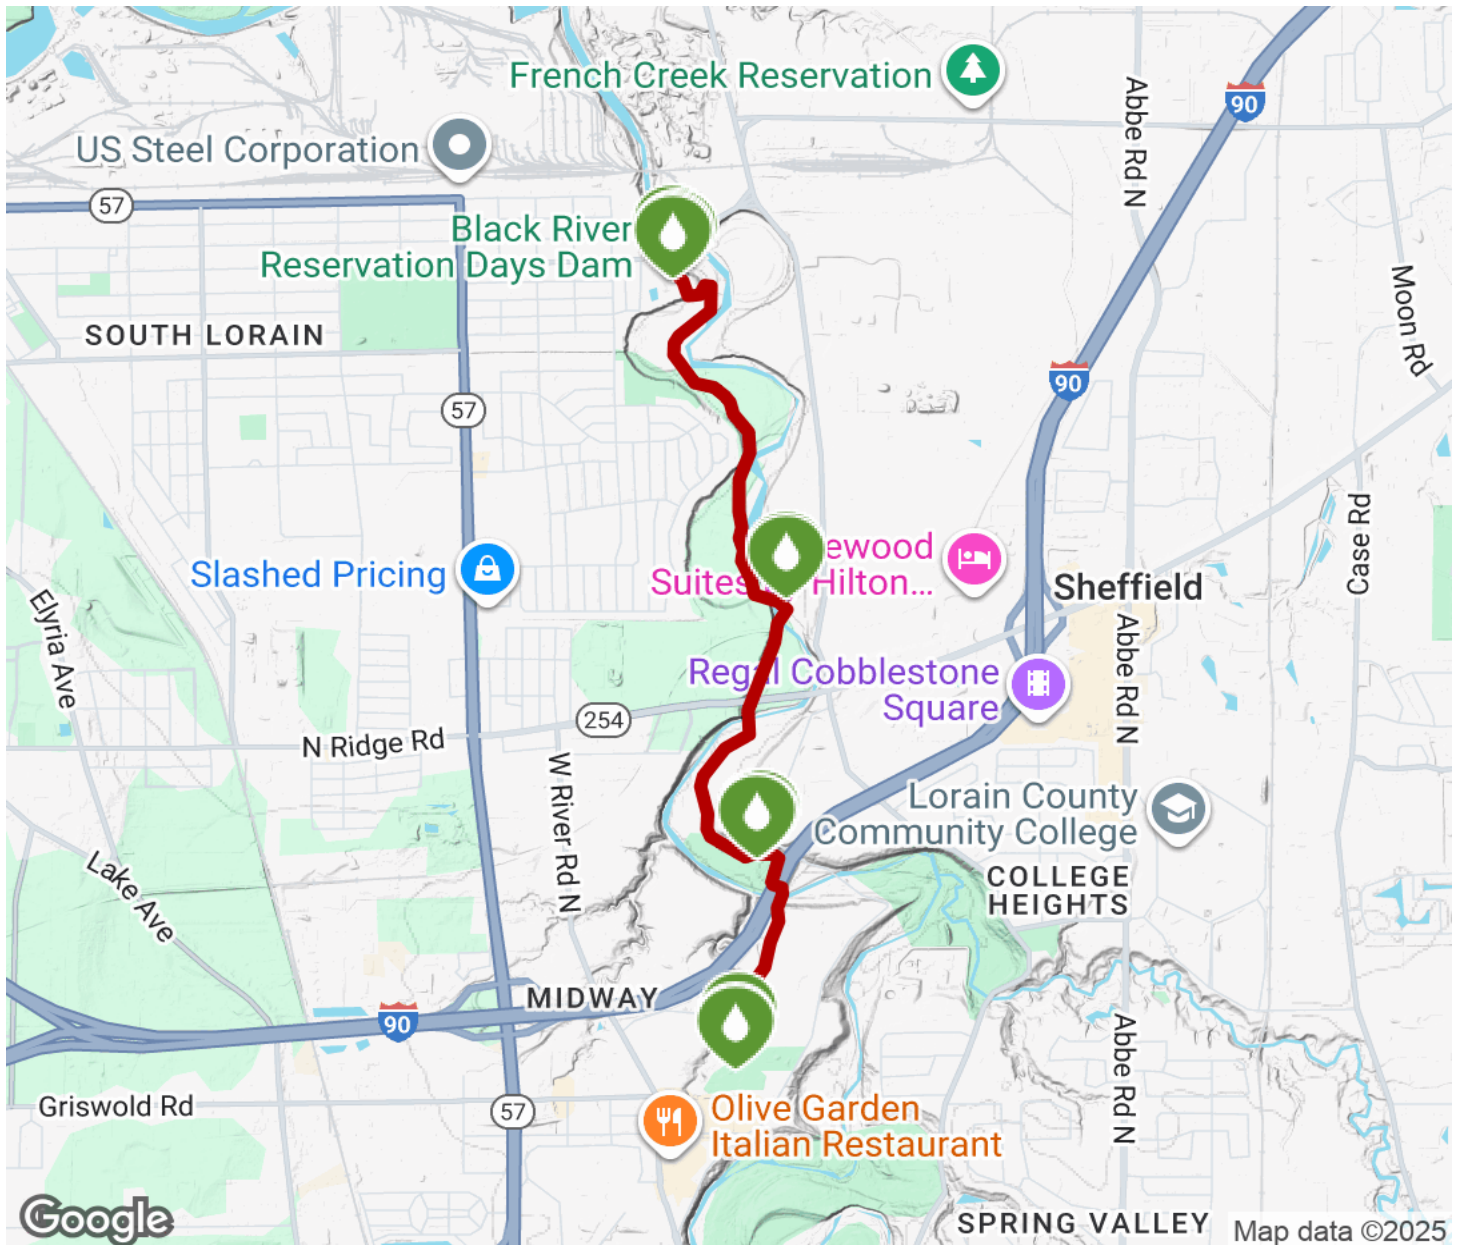 French Creek Reservation
Abbe Rd N
90
US Steel Corporation
57
Black River
Reservation Days Dam
Moon Rd
SOUTH LORAIN
90
57
ewood
Suites
Hilton...
Slashed Pricing
Sheffield
Case Rd
Elyria Ave
Abbe Rd N
Regal Cobblestone
Square
254
N Ridge Rd
W River Rd N
Lorain County
Community College
Lake Ave
COLLEGE
HEIGHTS
MIDWAY
90
Abbe Rd N
Griswold Rd
57
Olive Garden
Italian Restaurant
Google
SPRING VALLEY
Map data ©2025